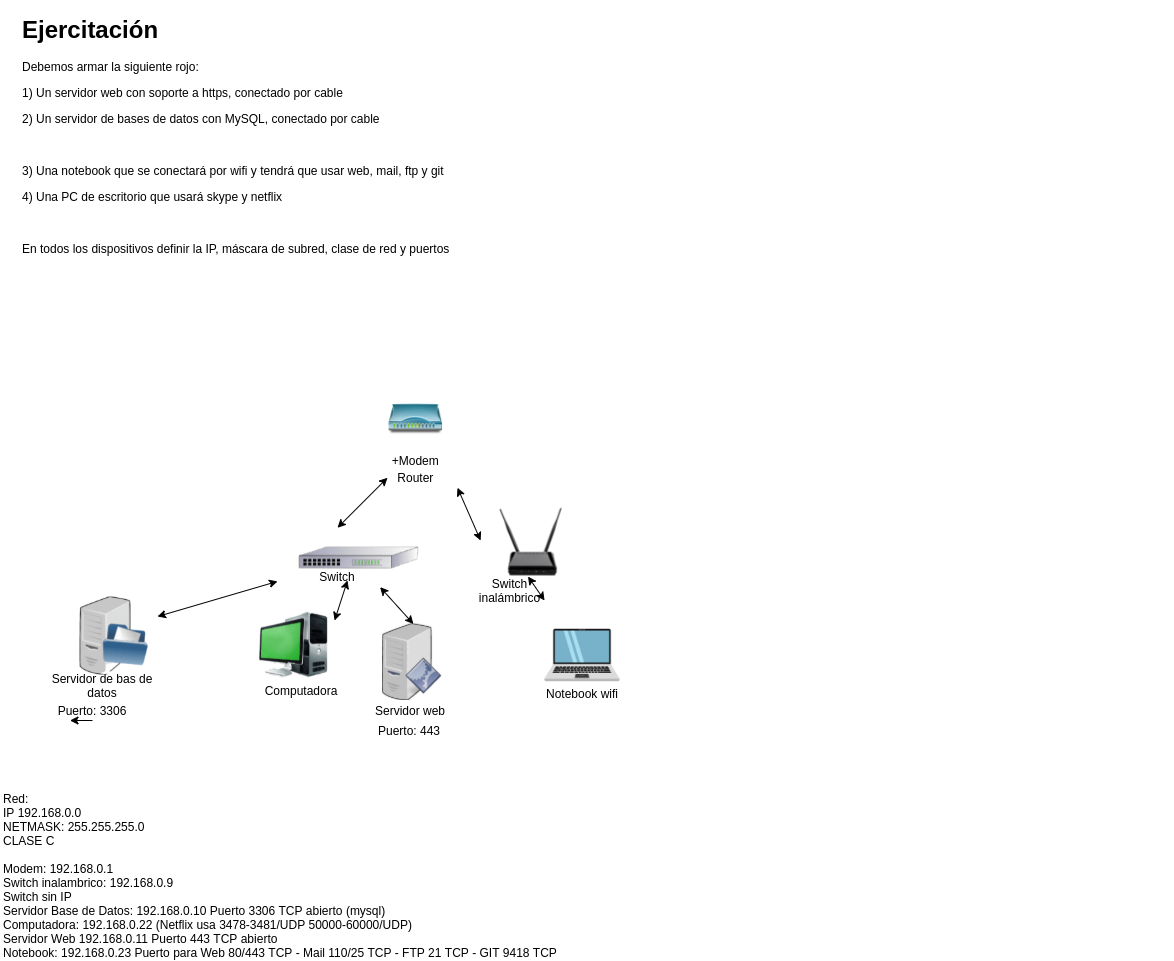 Ejercitación
Debemos armar la siguiente rojo:
1) Un servidor web con soporte a https, conectado por cable
2) Un servidor de bases de datos con MySQL, conectado por cable
3) Una notebook que se conectará por wifi y tendrá que usar web, mail, ftp y git
4) Una PC de escritorio que usará skype y netflix
En todos los dispositivos definir la IP, máscara de subred, clase de red y puertos
+Modem
Router
Switch
Switch
inalámbrico
Servidor de bas de
datos
Puerto: 3306
Computadora
Servidor web
Puerto: 443
Notebook wifi
Red:
IP 192.168.0.0
NETMASK: 255.255.255.0
CLASE C
Modem: 192.168.0.1
Switch inalambrico: 192.168.0.9
Switch sin IP
Servidor Base de Datos: 192.168.0.10 Puerto 3306 TCP abierto (mysql)
Computadora: 192.168.0.22 (Netflix usa 3478-3481/UDP 50000-60000/UDP)
Servidor Web 192.168.0.11 Puerto 443 TCP abierto
Notebook: 192.168.0.23 Puerto para Web 80/443 TCP - Mail 110/25 TCP - FTP 21 TCP - GIT 9418 TCP